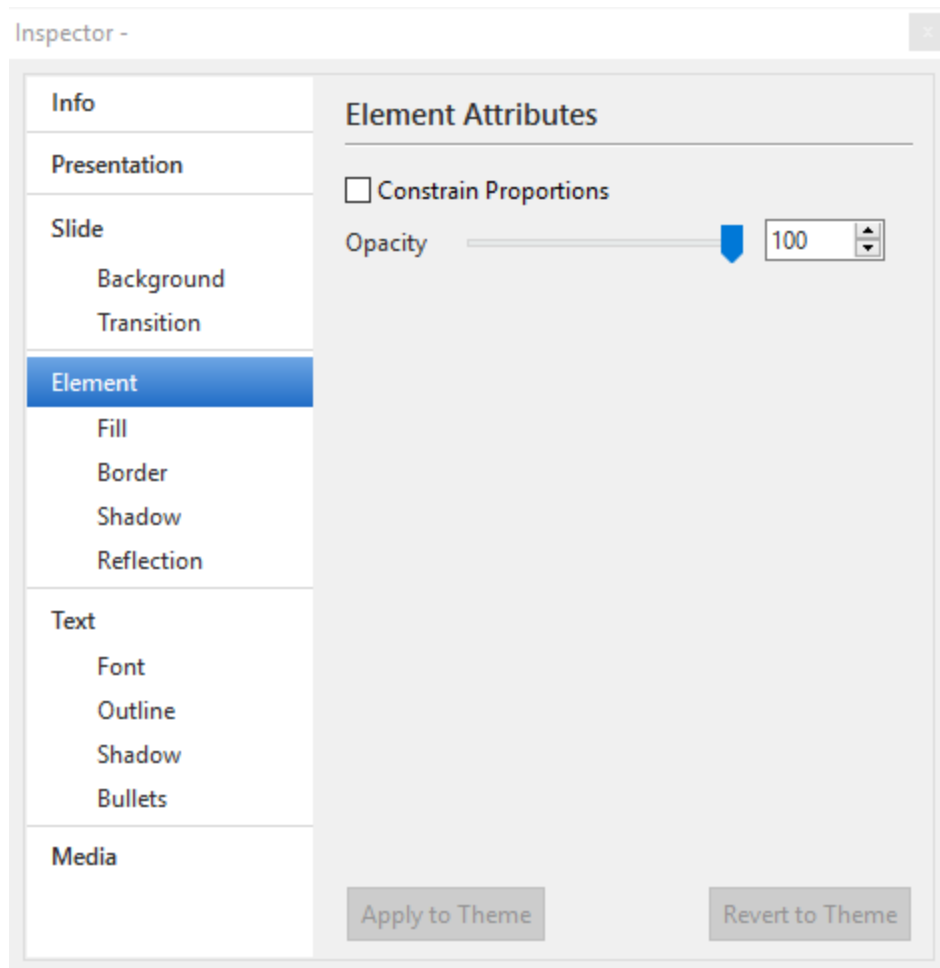 Inspector -
x
Info
Presentation
Slide
Background
Transition
Element
Fill
Border
Shadow
Reflection
Text
Font
Outline
Shadow
Bullets
Media
Element Attributes
Constrain Proportions
Opacity 100
Apply to Theme Revert to Theme